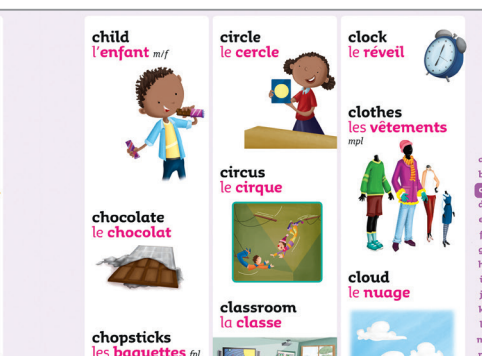 child
l'enfant m/f
chocolate
le chocolat
chopsticks
les baguettes fpl
circle
le cercle
circus
le cirque
classroom
la classe
clock
le réveil
clothes
les vêtements
mpl
cloud
le nuage